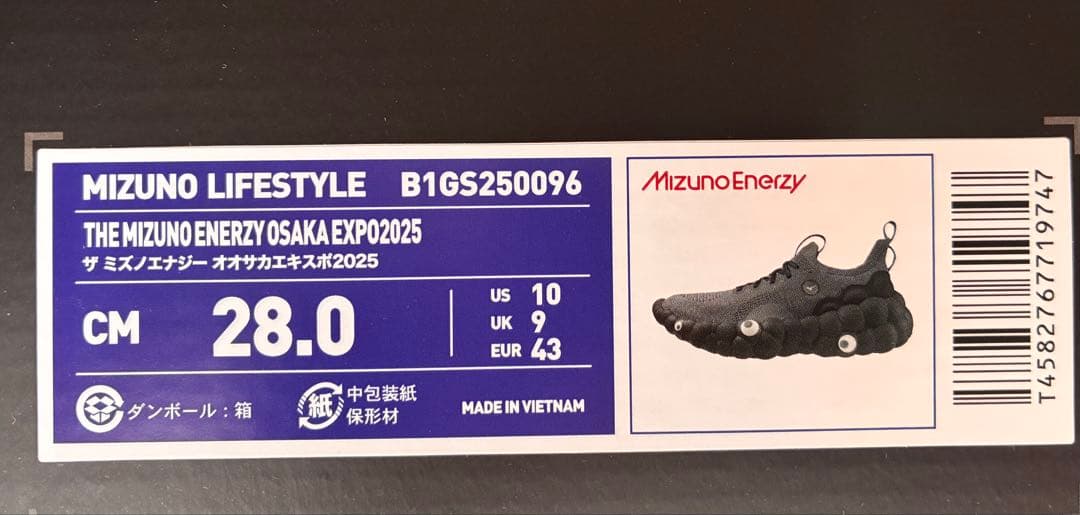 MIZUNO LIFESTYLE B1GS250096
THE MIZUNO ENERZY OSAKA EXPO2025
ザ ミズノエナジー オオサカエキスポ2025
CM 28.0
US 10
UK 9
EUR 43
ダンボール：箱
紙 中包装紙
保形材
MADE IN VIETNAM
MizunoEnerzy
T4582767719747